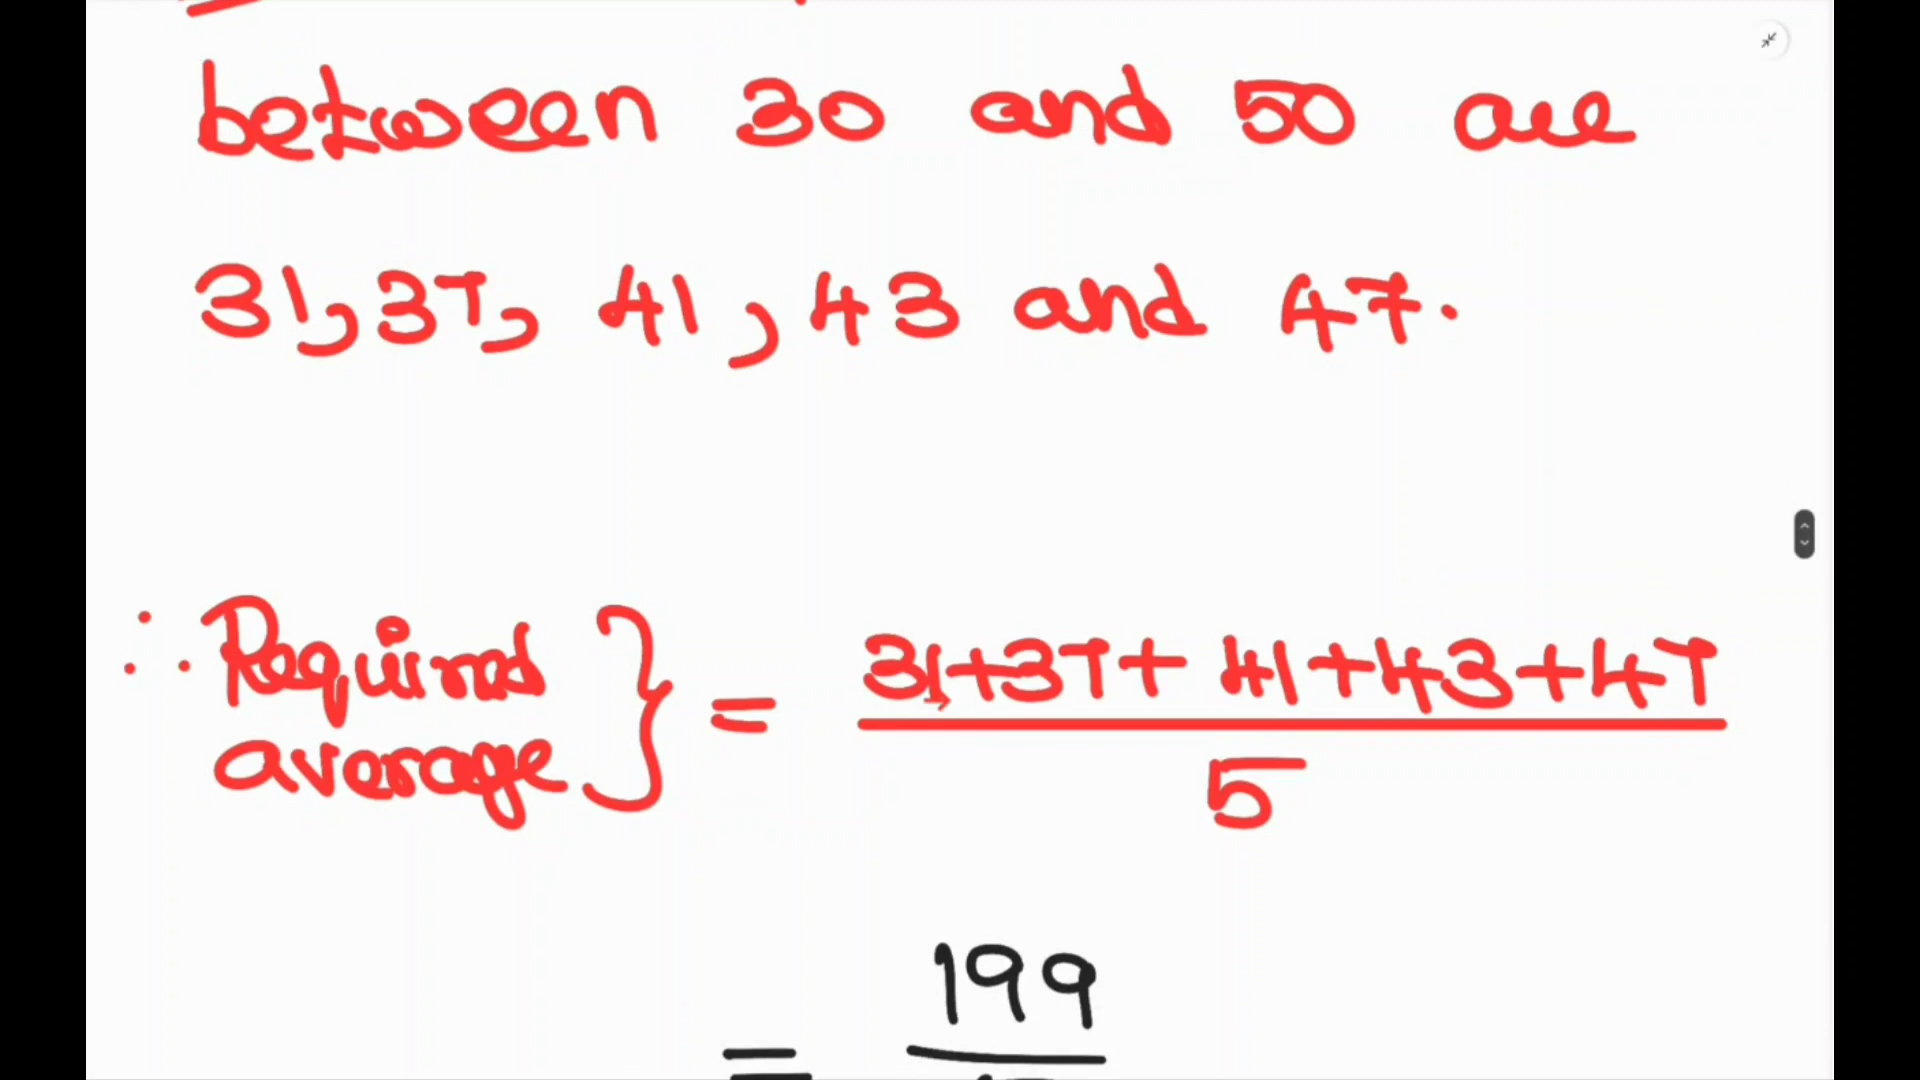 between 30 and 50 are
31, 37, 41, 43 and 47.
∴ Required average } = 31+37+41+43+47
5
= 199